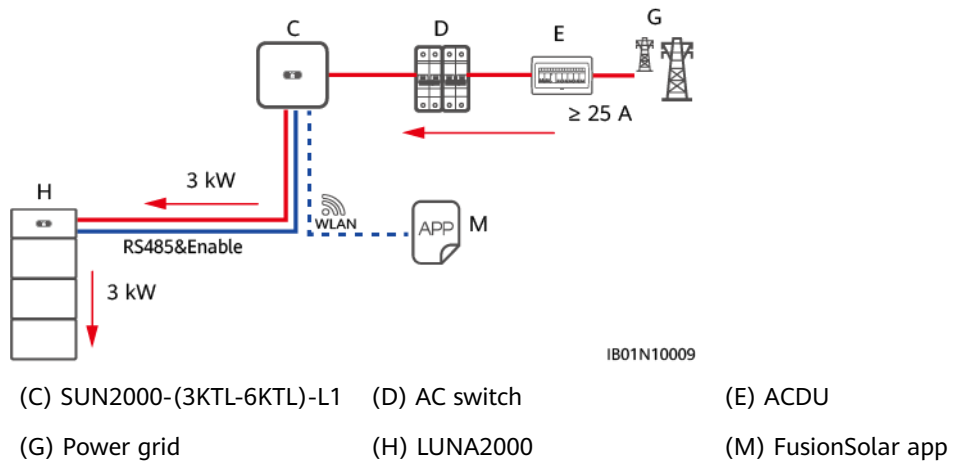 C
D
E
G
≥ 25 A
3 kW
H
WLAN
APP
M
RS485&Enable
3 kW
IB01N10009
(C) SUN2000-(3KTL-6KTL)-L1 (D) AC switch (E) ACDU
(G) Power grid (H) LUNA2000 (M) FusionSolar app